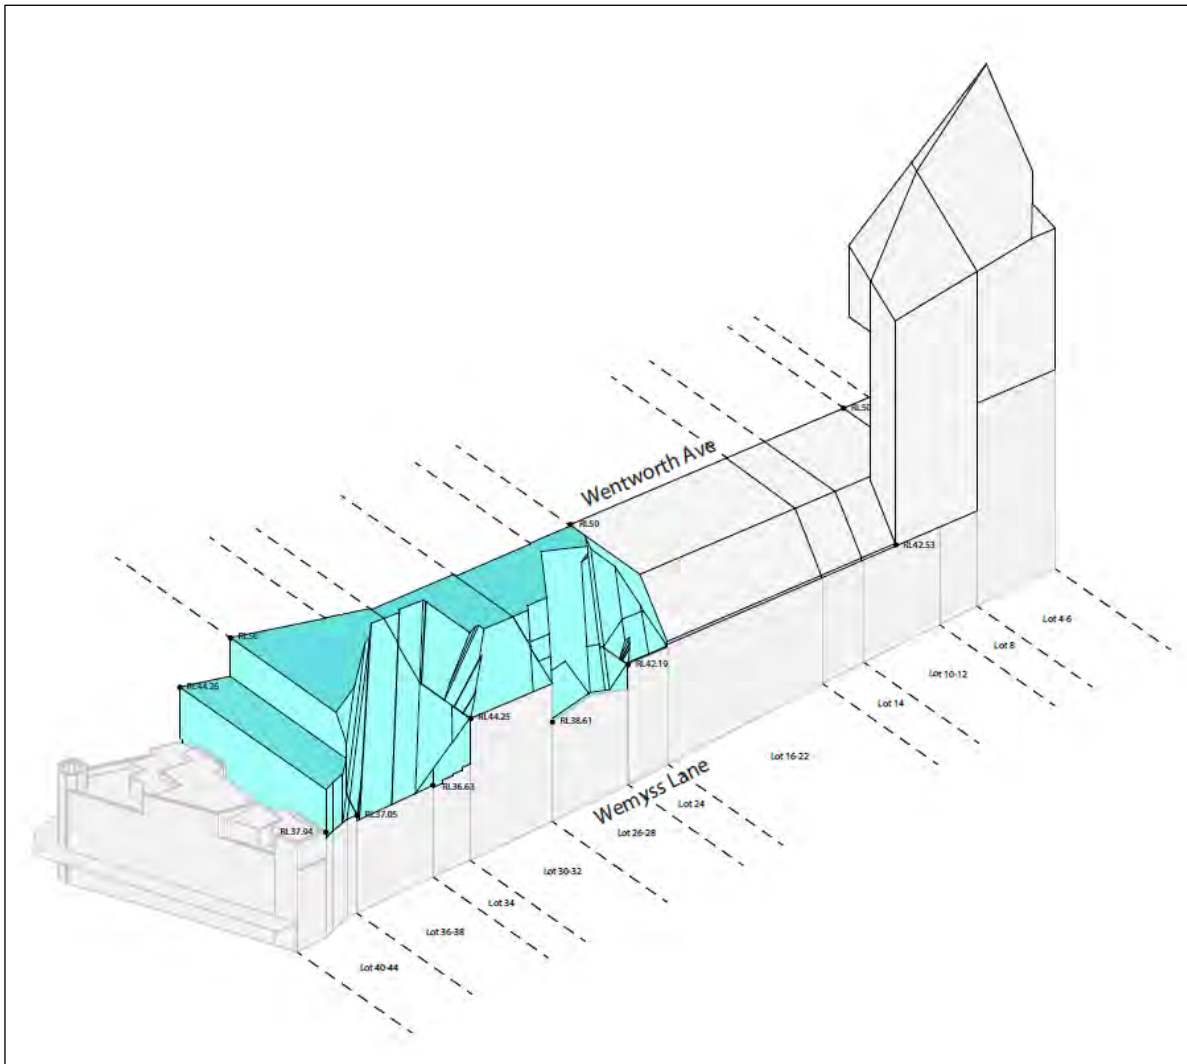 RL50
Wentworth Ave
RL50
RL42.53
Lot 4-6
RL50
Lot 8
RL42.19
Lot 10-12
RL44.26
Lot 14
RL44.25
RL38.61
Lot 16-22
Wemyss Lane
RL36.63
Lot 24
RL37.05
RL37.94
Lot 26-28
Lot 30-32
Lot 34
Lot 36-38
Lot 40-44